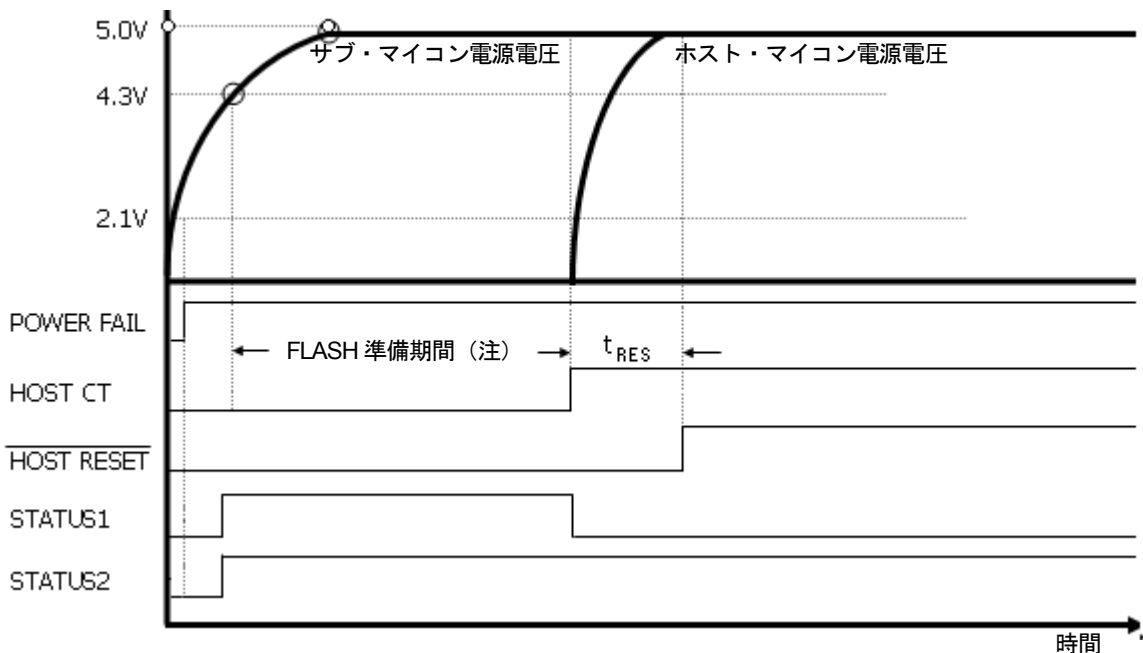 5.0V
サブ・マイコン電源電圧
ホスト・マイコン電源電圧
4.3V
2.1V
POWER FAIL
FLASH 準備期間（注）
tRES
HOST CT
HOST RESET
STATUS1
STATUS2
時間